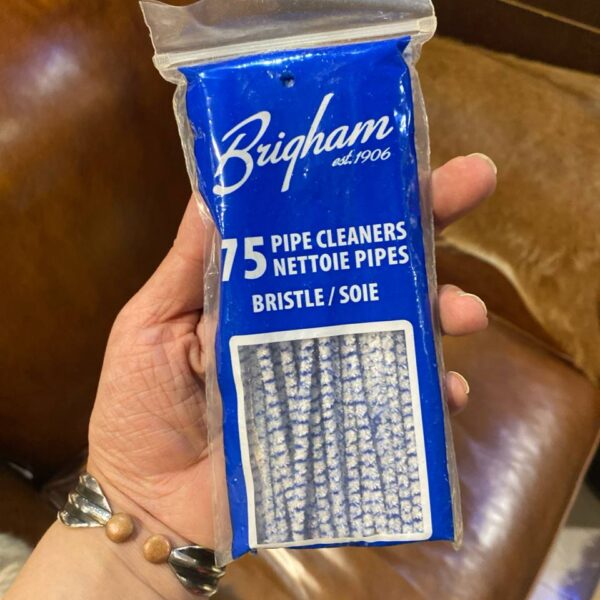 Brigham
est. 1906
75 PIPE CLEANERS
NETTOIE PIPES
BRISTLE / SOIE